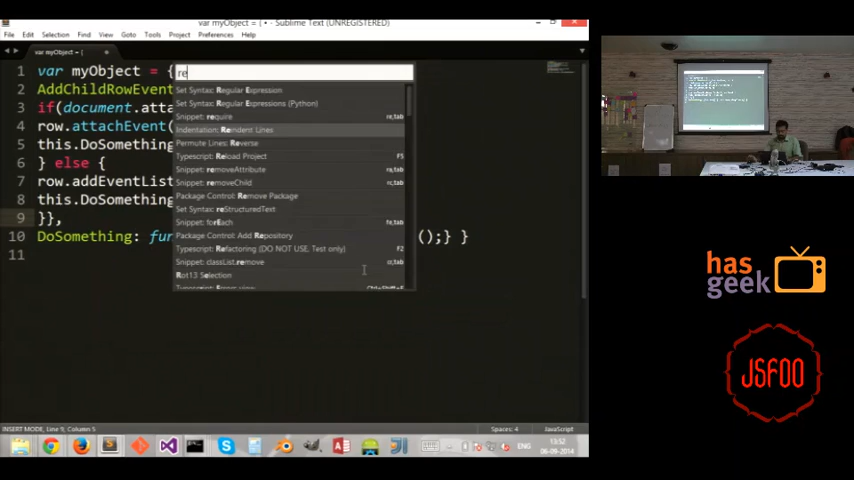 var myObject = { • - Sublime Text (UNREGISTERED)
File Edit Selection Find View Goto Tools Project Preferences Help
var myObject = {
1 var myObject = {
2 AddChildRowEvent
3 if(document.atta
4 row.attachEvent(
5 this.DoSomething
6 } else {
7 row.addEventList
8 this.DoSomething
9 }},
10 DoSomething: fun ();} }
11
re
Set Syntax: Regular Expression
Set Syntax: Regular Expressions (Python)
Snippet: require re,tab
Indentation: Reindent Lines
Permute Lines: Reverse
Typescript: Reload Project F5
Snippet: removeAttribute ra,tab
Snippet: removeChild rc,tab
Package Control: Remove Package
Set Syntax: reStructuredText
Snippet: forEach fe,tab
Package Control: Add Repository
Typescript: Refactoring (DO NOT USE, Test only) F2
Snippet: classList.remove
Rot13 Selection
INSERT MODE, Line 9, Column 5 Spaces: 4 JavaScript
ENG
13:52
06-09-2014
has
geek
JSFOO